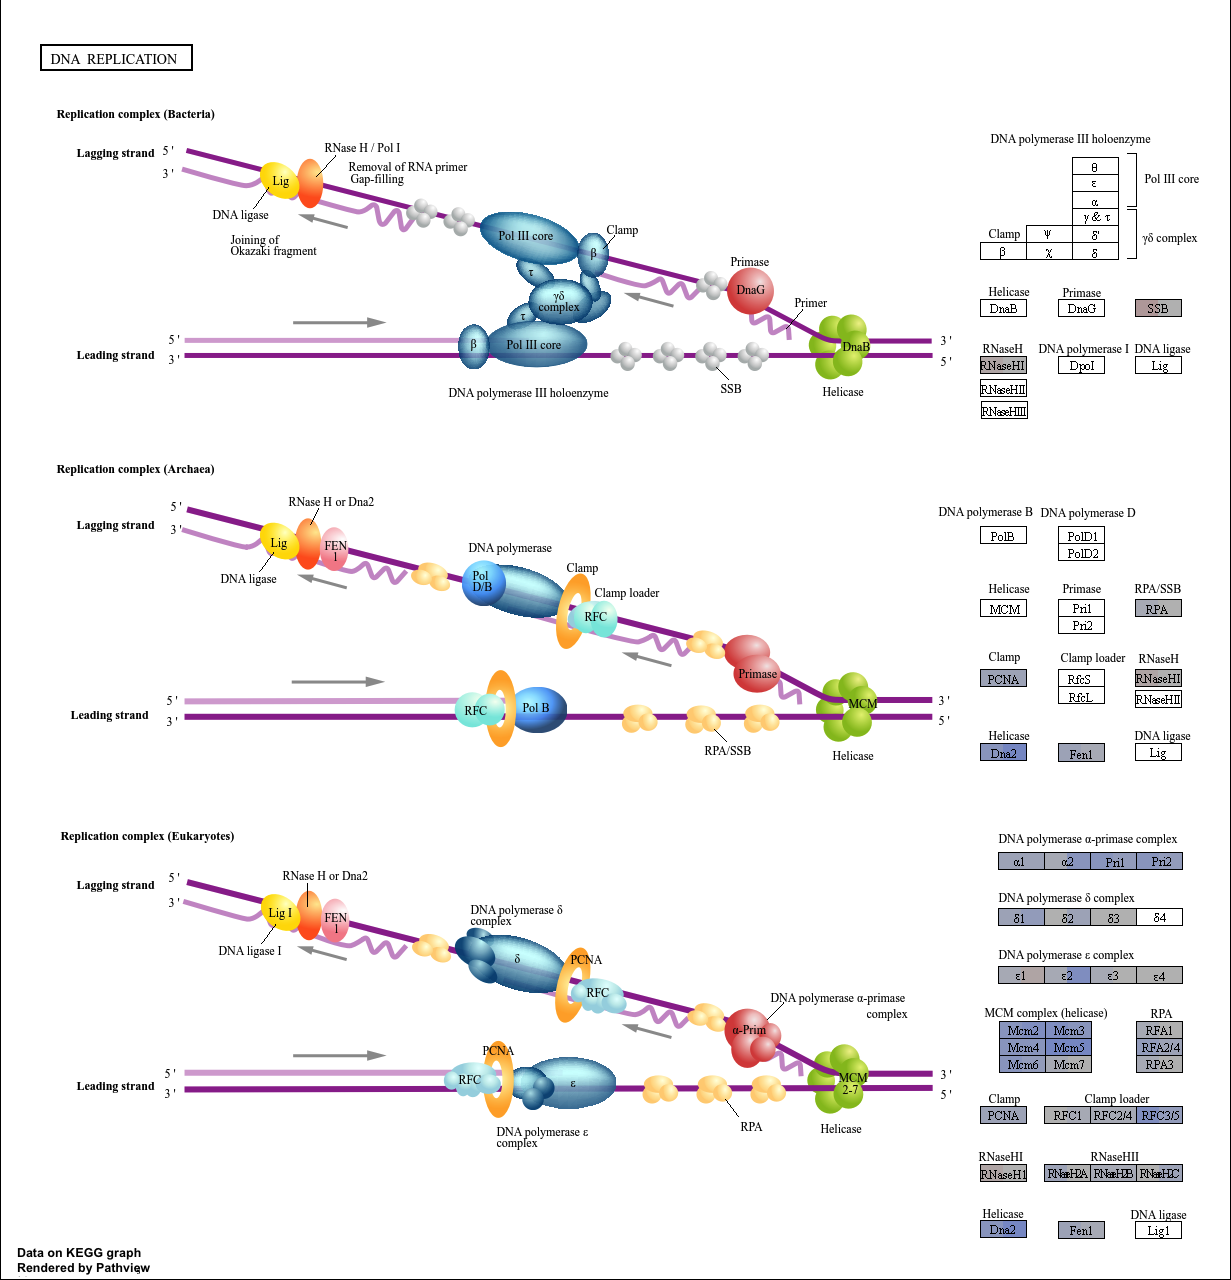 DNA REPLICATION
Replication complex (Bacteria)
Lagging strand
5 '
3 '
Lig
RNase H / Pol I
Removal of RNA primer
Gap-filling
DNA ligase
Joining of
Okazaki fragment
Pol III core
β
Clamp
τ
γδ
complex
τ
Primase
DnaG
Primer
5 '
Leading strand
3 '
β
Pol III core
DnaB
3 '
5 '
SSB
Helicase
DNA polymerase III holoenzyme
DNA polymerase III holoenzyme
θ
ε
α
Pol III core
γ & τ
Clamp
ψ
δ'
γδ complex
β
χ
δ
Helicase
Primase
DnaB
DnaG
SSB
RNaseH
DNA polymerase I
DNA ligase
RNaseHI
DpoI
Lig
RNaseHII
RNaseHIII
Replication complex (Archaea)
Lagging strand
5 '
3 '
RNase H or Dna2
Lig
FEN
1
DNA ligase
DNA polymerase
Pol
D/B
Clamp
Clamp loader
RFC
Primase
5 '
Leading strand
3 '
RFC
Pol B
MCM
3 '
5 '
RPA/SSB
Helicase
DNA polymerase B
DNA polymerase D
PolB
PolD1
PolD2
Helicase
Primase
RPA/SSB
MCM
Pri1
RPA
Pri2
Clamp
Clamp loader
RNaseH
PCNA
RfcS
RNaseHI
RfcL
RNaseHII
Helicase
DNA ligase
Dna2
Fen1
Lig
Replication complex (Eukaryotes)
Lagging strand
5 '
3 '
RNase H or Dna2
Lig I
FEN
1
DNA ligase I
DNA polymerase δ
complex
δ
PCNA
RFC
DNA polymerase α-primase
complex
α-Prim
PCNA
5 '
Leading strand
3 '
RFC
ε
MCM
2-7
3 '
5 '
DNA polymerase ε
complex
RPA
Helicase
DNA polymerase α-primase complex
α1 α2 Pri1 Pri2
DNA polymerase δ complex
δ1 δ2 δ3 δ4
DNA polymerase ε complex
ε1 ε2 ε3 ε4
MCM complex (helicase)
RPA
Mcm2 Mcm3
RFA1
Mcm4 Mcm5
RFA2/4
Mcm6 Mcm7
RPA3
Clamp
Clamp loader
PCNA
RFC1 RFC2/4 RFC3/5
RNaseHI
RNaseHII
RNaseH1
RNaseH2A RNaseH2B RNaseH2C
Helicase
DNA ligase
Dna2
Fen1
Lig1
Data on KEGG graph
Rendered by Pathview